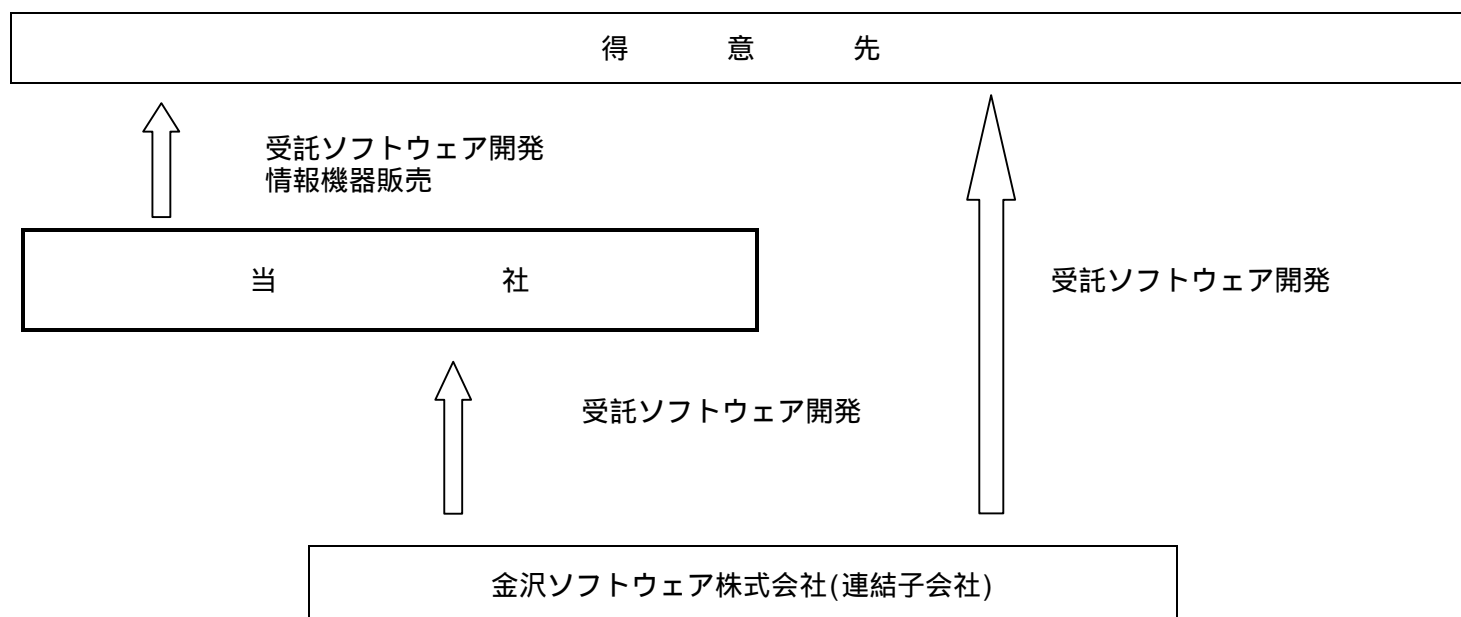 得意先
受託ソフトウェア開発
情報機器販売
当社
受託ソフトウェア開発
受託ソフトウェア開発
金沢ソフトウェア株式会社(連結子会社)